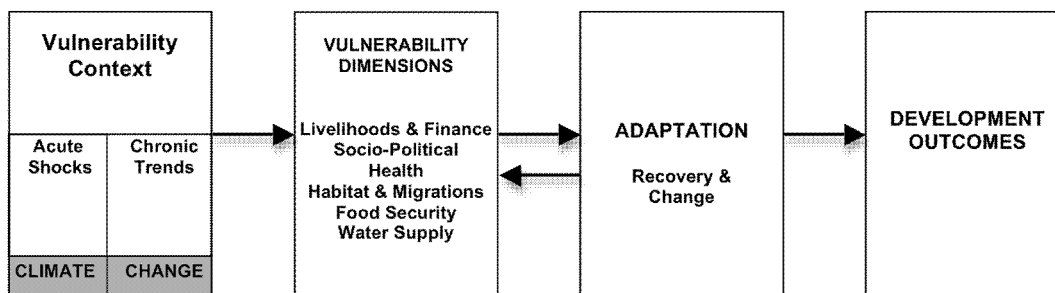 Vulnerability
Context
Acute
Shocks
Chronic
Trends
CLIMATE
CHANGE
VULNERABILITY
DIMENSIONS
Livelihoods & Finance
Socio-Political
Health
Habitat & Migrations
Food Security
Water Supply
ADAPTATION
Recovery &
Change
DEVELOPMENT
OUTCOMES